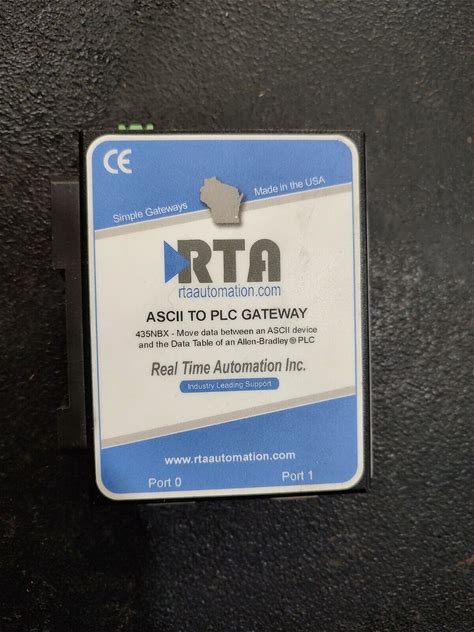 CE
Simple Gateways
Made in the USA
RTA
rtaautomation.com
ASCII TO PLC GATEWAY
435NBX - Move data between an ASCII device
and the Data Table of an Allen-Bradley® PLC
Real Time Automation Inc.
Industry Leading Support
www.rtaautomation.com
Port 0
Port 1